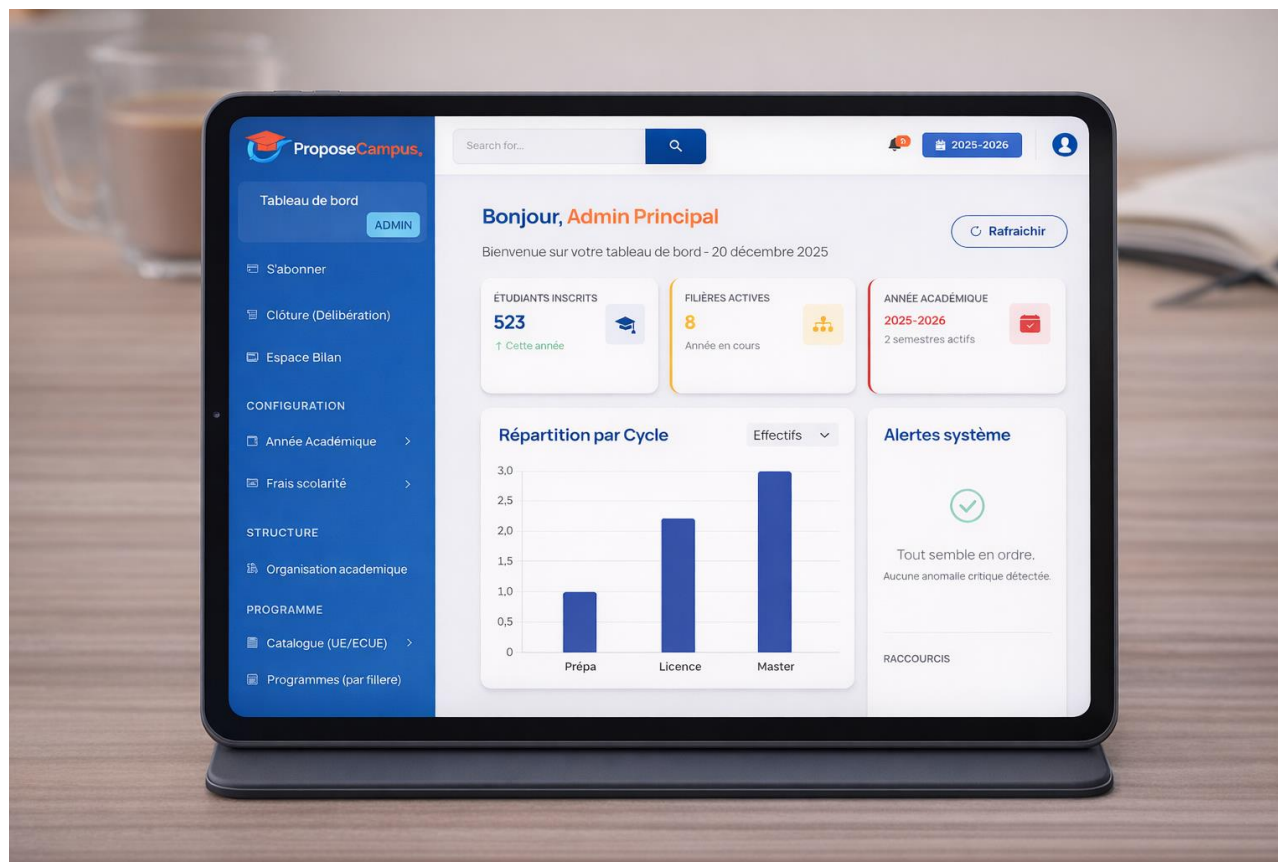 ProposeCampus.
Search for...
2025-2026
Tableau de bord
ADMIN
S'abonner
Clôture (Délibération)
Espace Bilan
CONFIGURATION
Année Académique
Frais scolarité
STRUCTURE
Organisation academique
PROGRAMME
Catalogue (UE/ECUE)
Programmes (par fillere)
Bonjour, Admin Principal
Bienvenue sur votre tableau de bord - 20 décembre 2025
Rafraichir
ÉTUDIANTS INSCRITS
523
↑ Cette année
FILIÈRES ACTIVES
8
Année en cours
ANNÉE ACADÉMIQUE
2025-2026
2 semestres actifs
Répartition par Cycle
Effectifs
3,0
2,5
2,0
1,5
1,0
0,5
0
Prépa Licence Master
Alertes système
Tout semble en ordre.
Aucune anomalie critique détectée.
RACCOURCIS